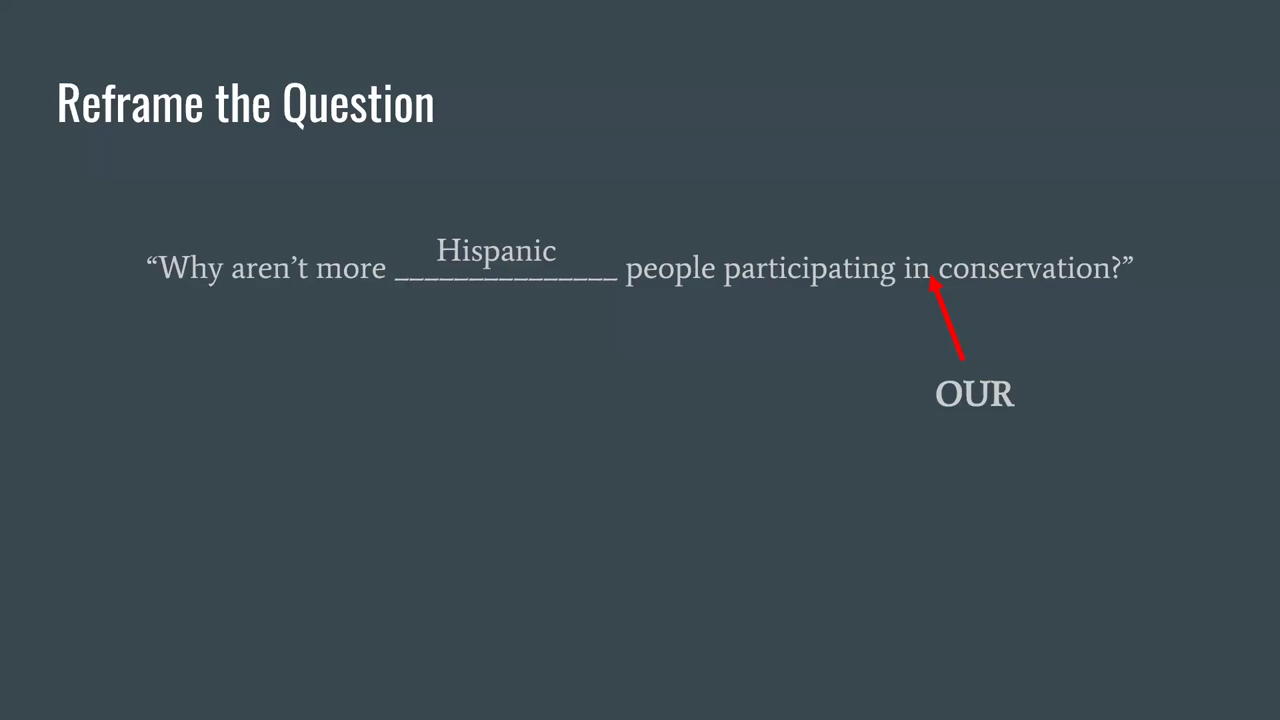 Reframe the Question
Hispanic
“Why aren’t more _______________ people participating in conservation?”
OUR